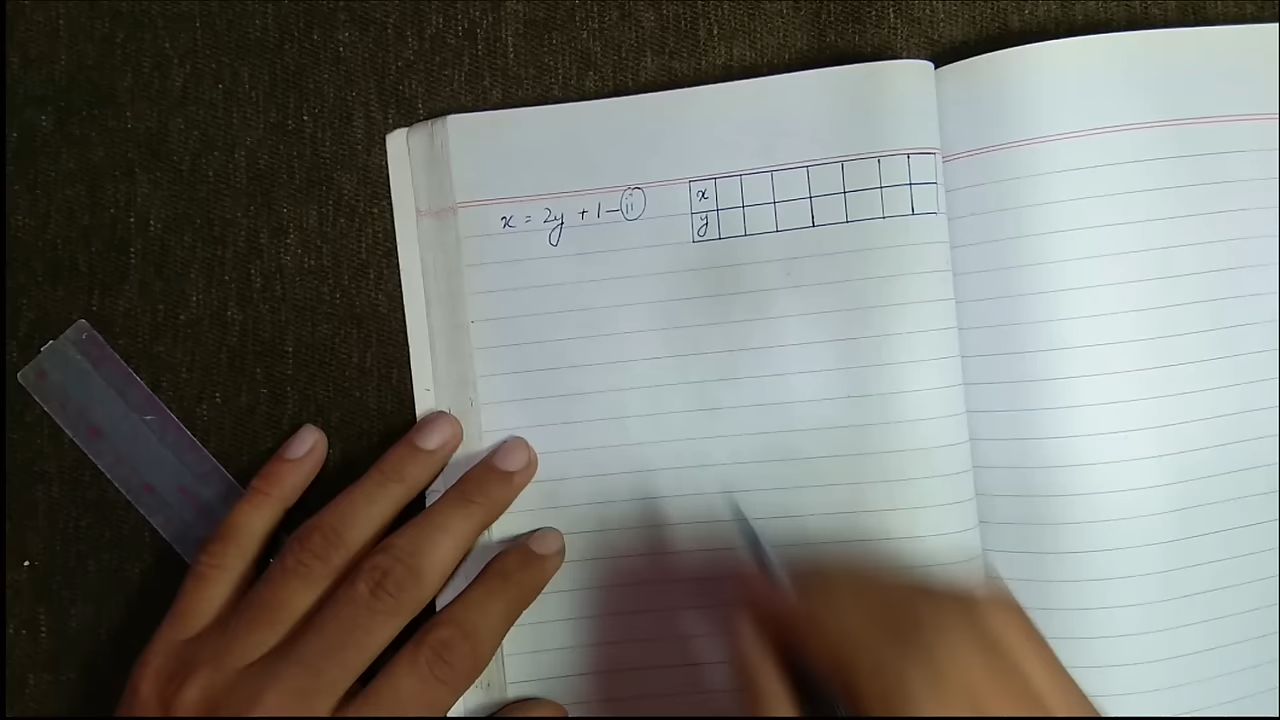 x = 2y + 1 - ii
x
y